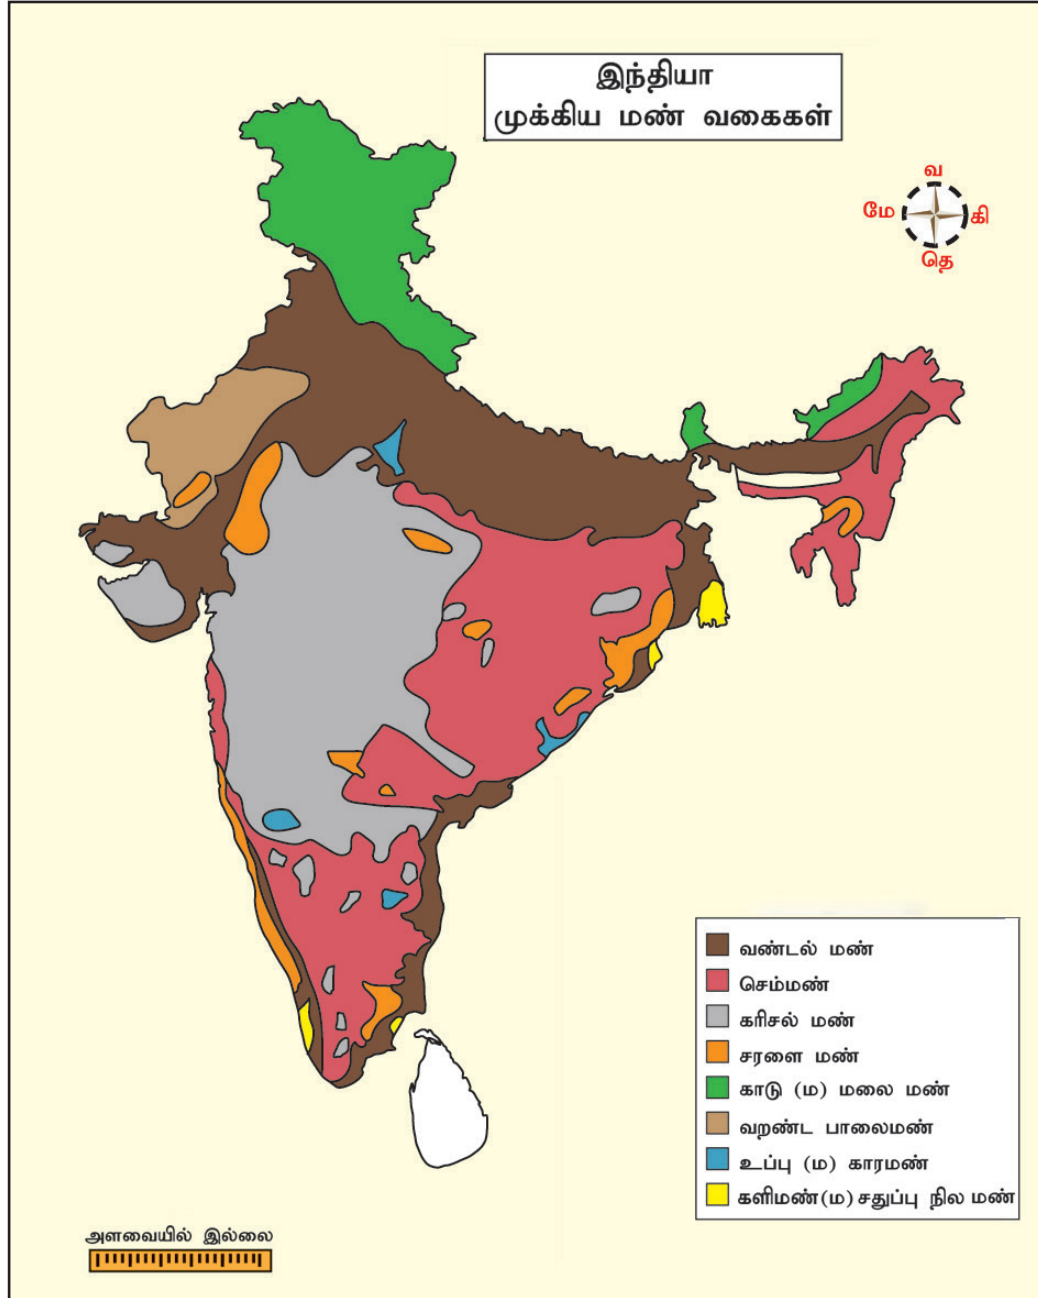 இந்தியா
முக்கிய மண் வகைகள்
வ
மே
கி
தெ
வண்டல் மண்
செம்மண்
கரிசல் மண்
சரளை மண்
காடு (ம) மலை மண்
வறண்ட பாலைமண்
உப்பு (ம) காரமண்
களிமண்(ம) சதுப்பு நில மண்
அளவையில் இல்லை